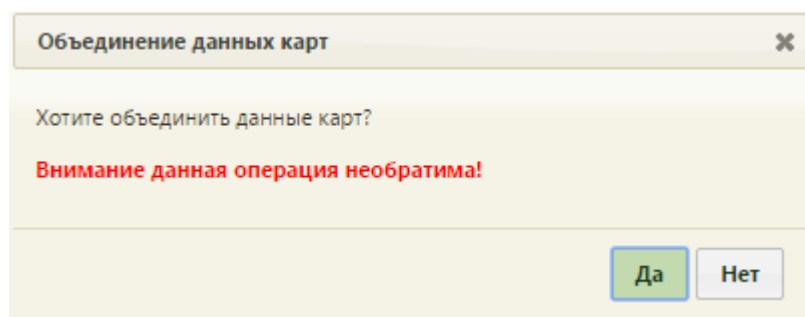 Объединение данных карт
Хотите объединить данные карт?
Внимание данная операция необратима!
Да Нет